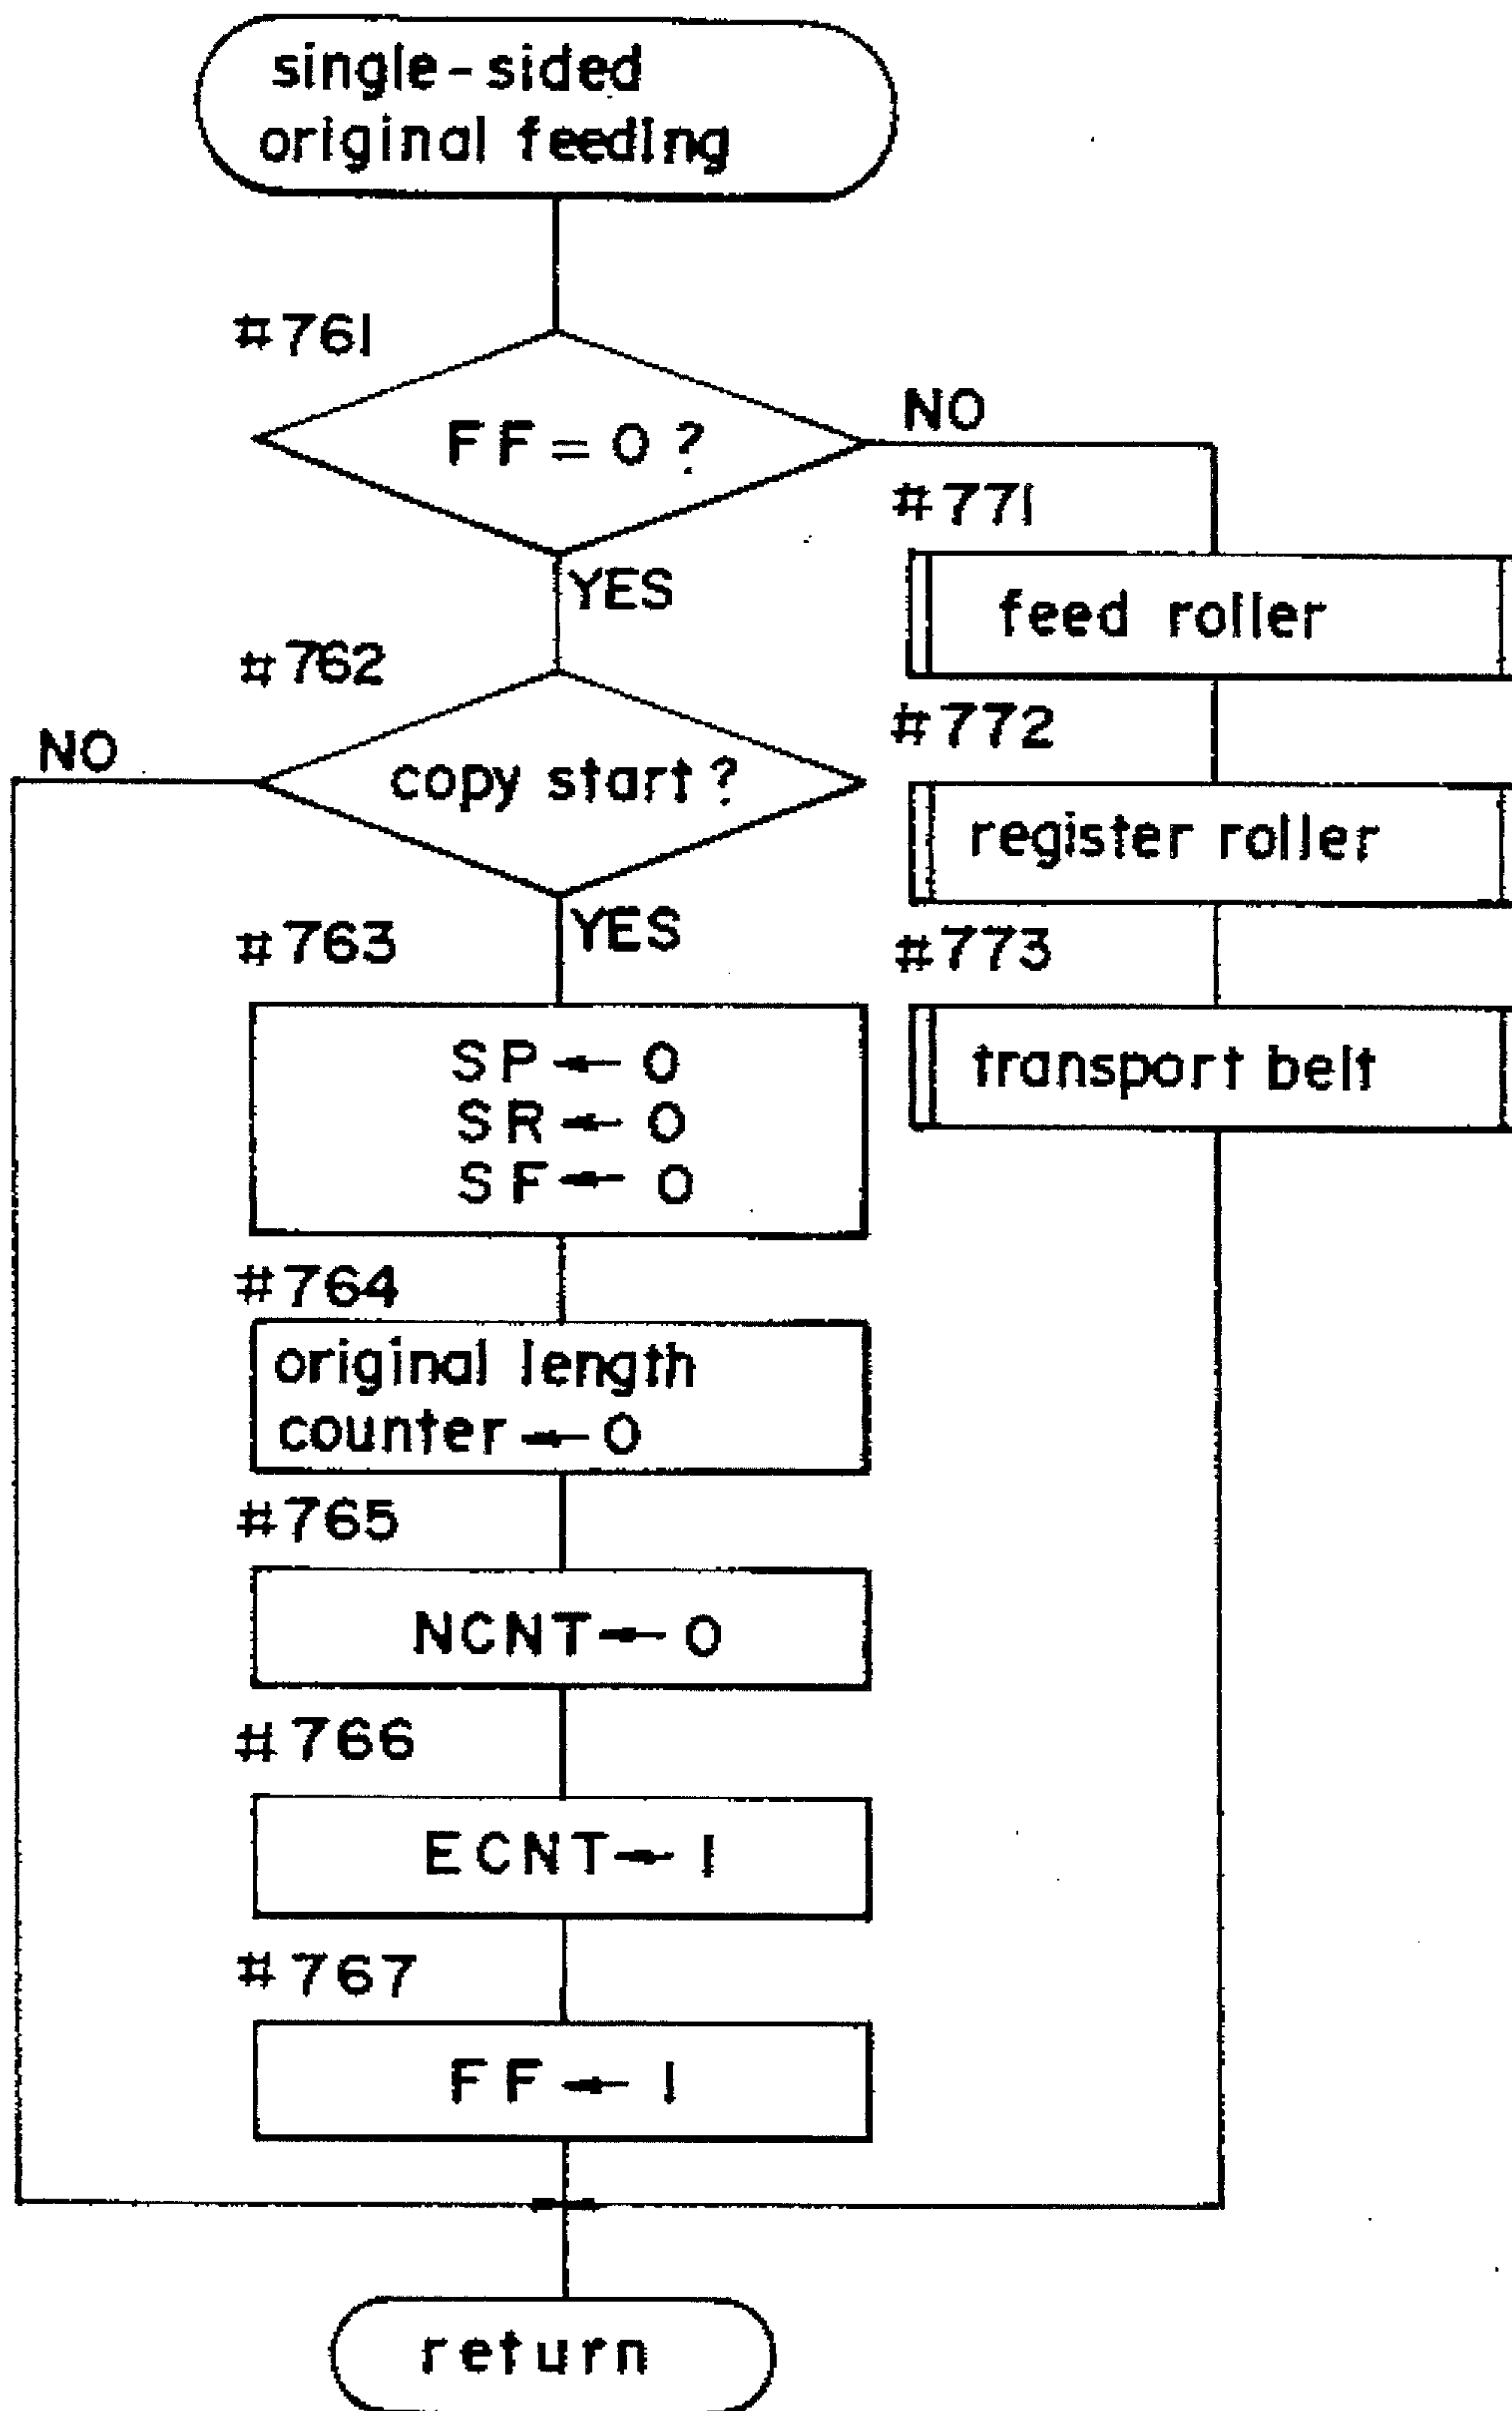 single-sided
original feeding
#761
FF = 0 ?
NO
YES
#771
feed roller
#762
copy start ?
NO
YES
#772
register roller
#763
SP ← 0
SR ← 0
SF ← 0
#773
transport belt
#764
original length
counter ← 0
#765
NCNT ← 0
#766
ECNT ← 1
#767
FF ← 1
return